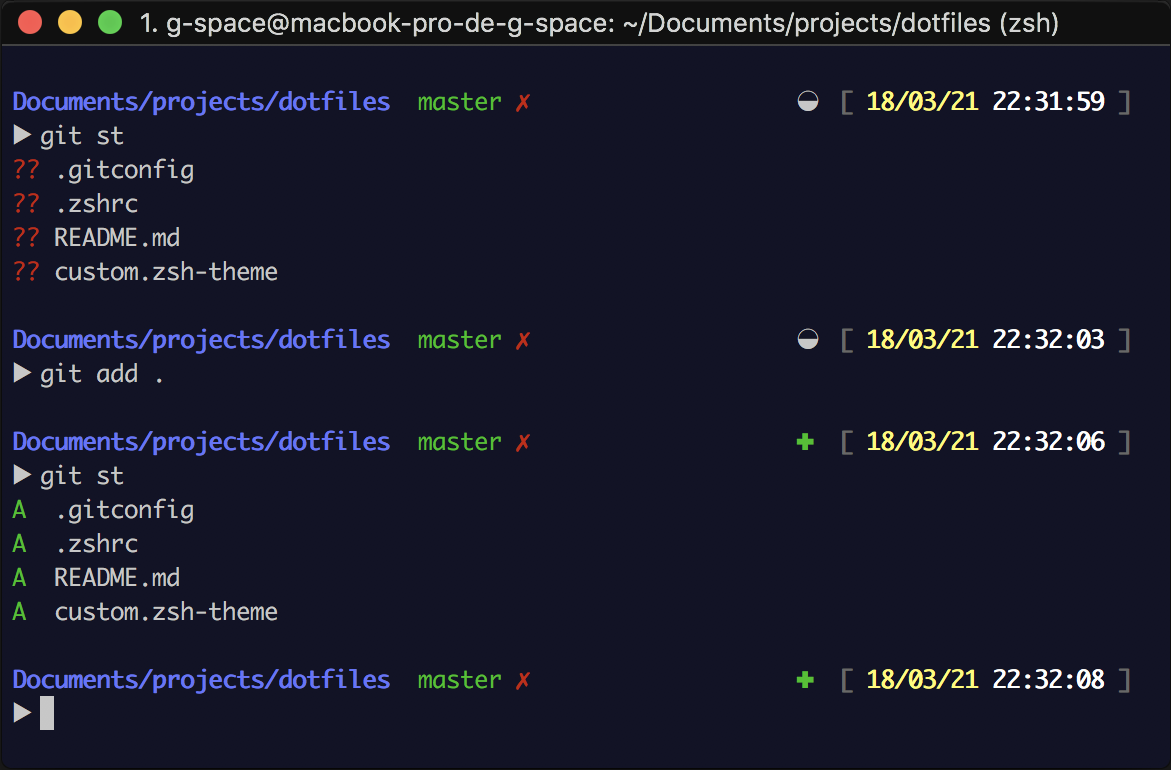 1. g-space@macbook-pro-de-g-space: ~/Documents/projects/dotfiles (zsh)
Documents/projects/dotfiles master ✗ ◒ [ 18/03/21 22:31:59 ]
▶ git st
?? .gitconfig
?? .zshrc
?? README.md
?? custom.zsh-theme
Documents/projects/dotfiles master ✗ ◒ [ 18/03/21 22:32:03 ]
▶ git add .
Documents/projects/dotfiles master ✗ ✚ [ 18/03/21 22:32:06 ]
▶ git st
A .gitconfig
A .zshrc
A README.md
A custom.zsh-theme
Documents/projects/dotfiles master ✗ ✚ [ 18/03/21 22:32:08 ]
▶